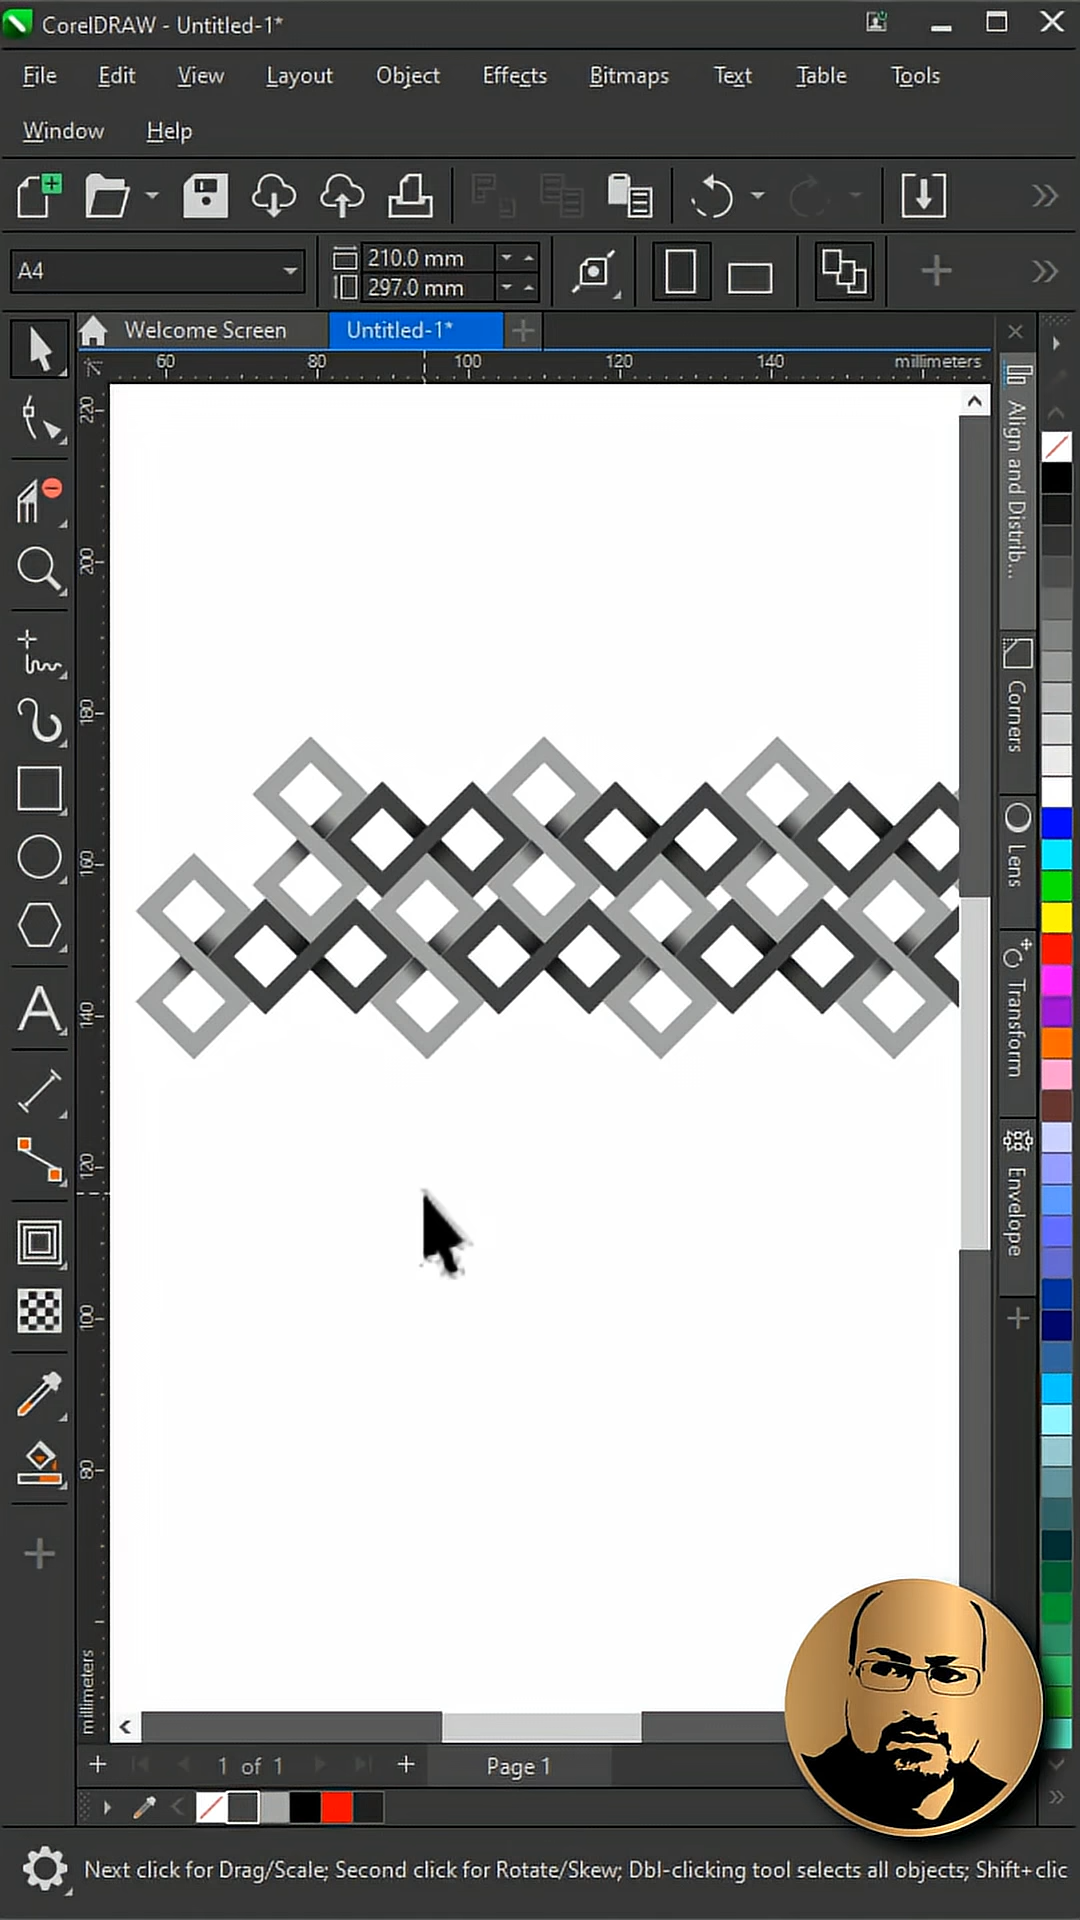 CorelDRAW - Untitled-1*
File Edit View Layout Object Effects Bitmaps Text Table Tools
Window Help
A4
210.0 mm
297.0 mm
Welcome Screen Untitled-1*
60 80 100 120 140 millimeters
220
200
180
160
140
120
100
80
millimeters
Align and Distrib...
Corners
Lens
Transform
Envelope
1 of 1 Page 1
Next click for Drag/Scale; Second click for Rotate/Skew; Dbl-clicking tool selects all objects; Shift+clic